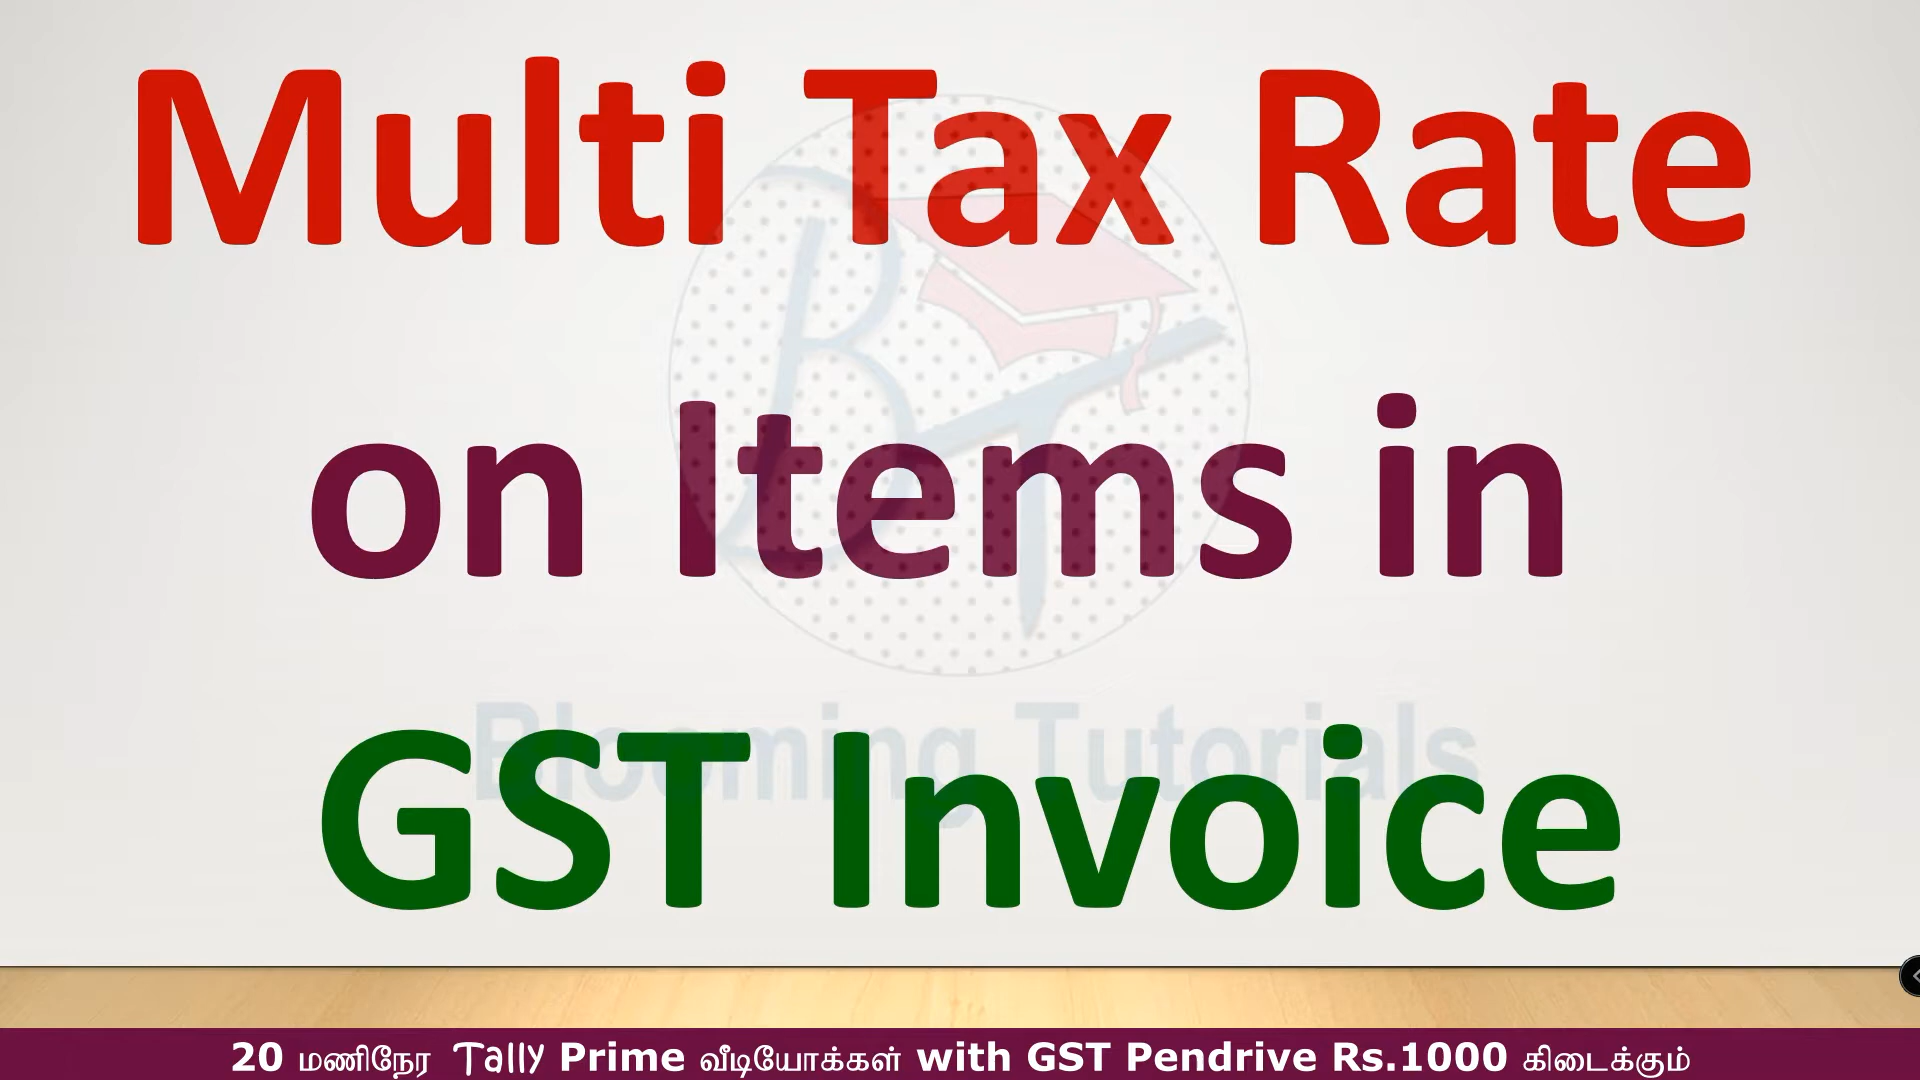 Multi Tax Rate
on Items in
GST Invoice
Blooming Tutorials
20 மணிநேர Tally Prime வீடியோக்கள் with GST Pendrive Rs.1000 கிடைக்கும்